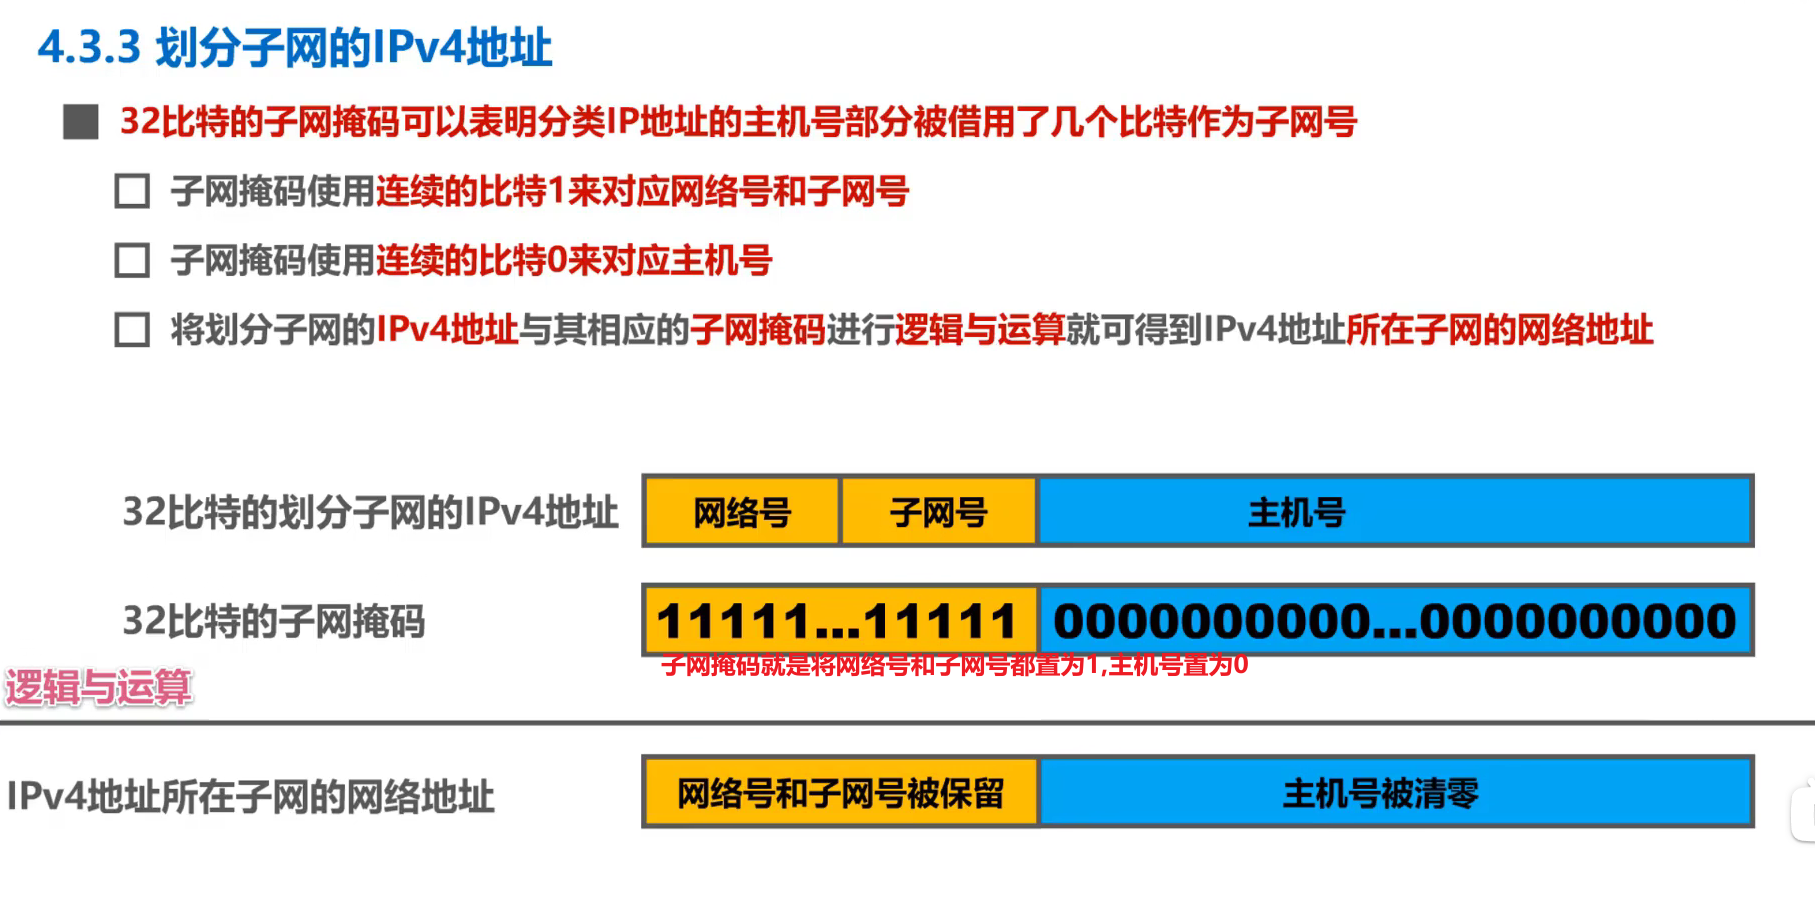 4.3.3 划分子网的IPv4地址
32比特的子网掩码可以表明分类IP地址的主机号部分被借用了几个比特作为子网号
子网掩码使用连续的比特1来对应网络号和子网号
子网掩码使用连续的比特0来对应主机号
将划分子网的IPv4地址与其相应的子网掩码进行逻辑与运算就可得到IPv4地址所在子网的网络地址
32比特的划分子网的IPv4地址 网络号 子网号 主机号
32比特的子网掩码 11111...11111 0000000000...0000000000
子网掩码就是将网络号和子网号都置为1,主机号置为0
逻辑与运算
IPv4地址所在子网的网络地址 网络号和子网号被保留 主机号被清零